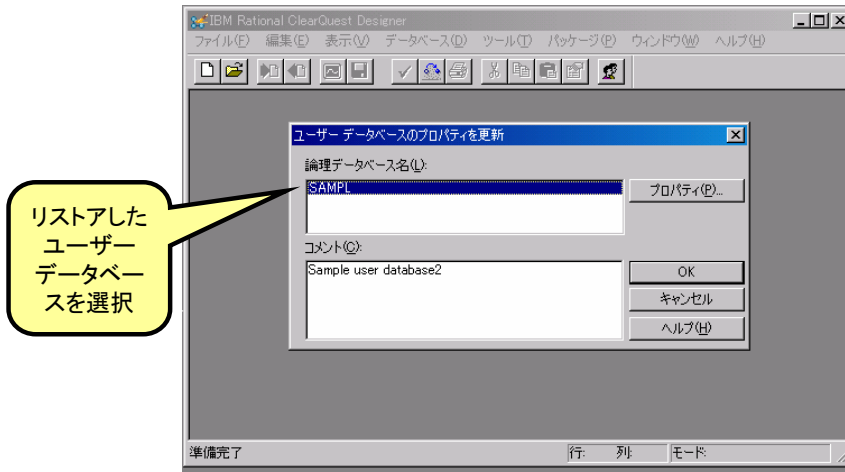 IBM Rational ClearQuest Designer
ファイル(F) 編集(E) 表示(V) データベース(D) ツール(T) パッケージ(P) ウィンドウ(W) ヘルプ(H)
ユーザー データベースのプロパティを更新
論理データベース名(L):
SAMPL
プロパティ(P)...
コメント(C):
Sample user database2
OK
キャンセル
ヘルプ(H)
リストアした
ユーザー
データベー
スを選択
準備完了 行: 列: モード: